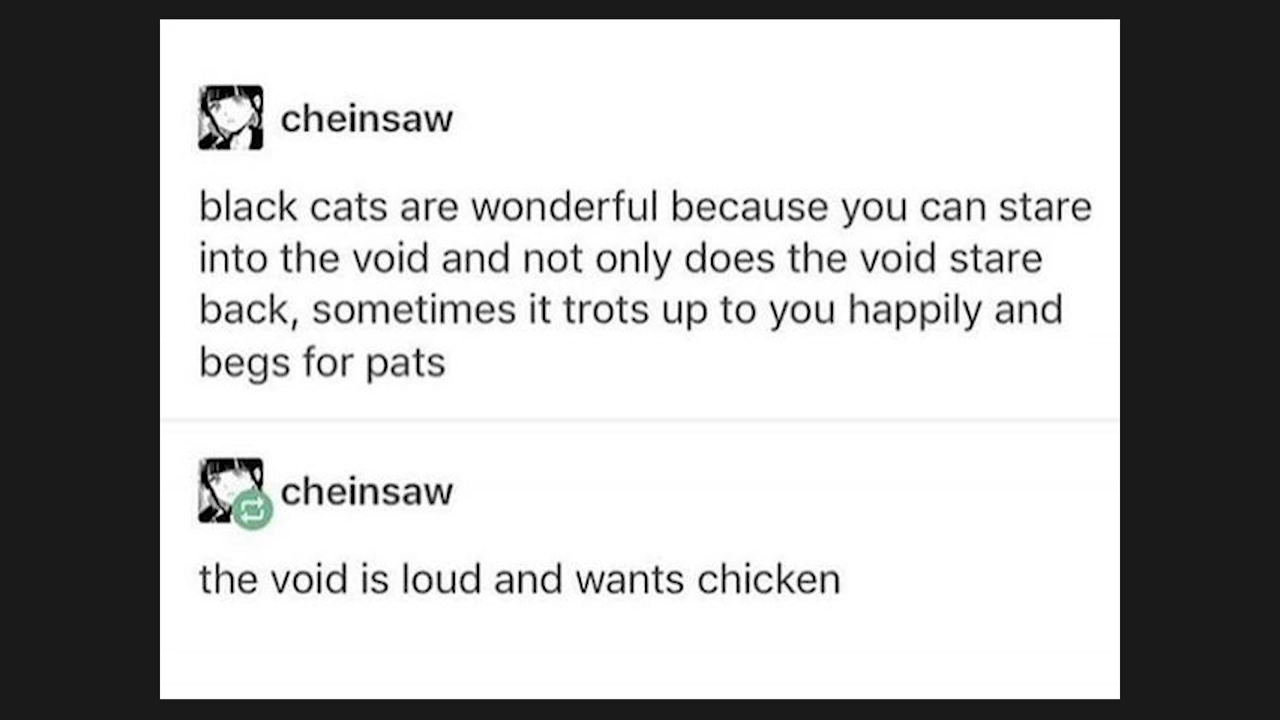 cheinsaw
black cats are wonderful because you can stare
into the void and not only does the void stare
back, sometimes it trots up to you happily and
begs for pats
cheinsaw
the void is loud and wants chicken